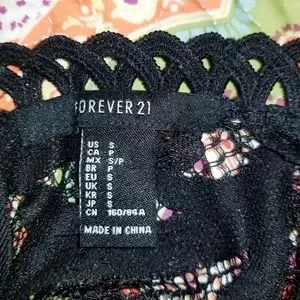 FOREVER 21
US S
CA P
MX S/P
BR P
EU S
UK S
KR S
JP S
CN 160/84A
MADE IN CHINA